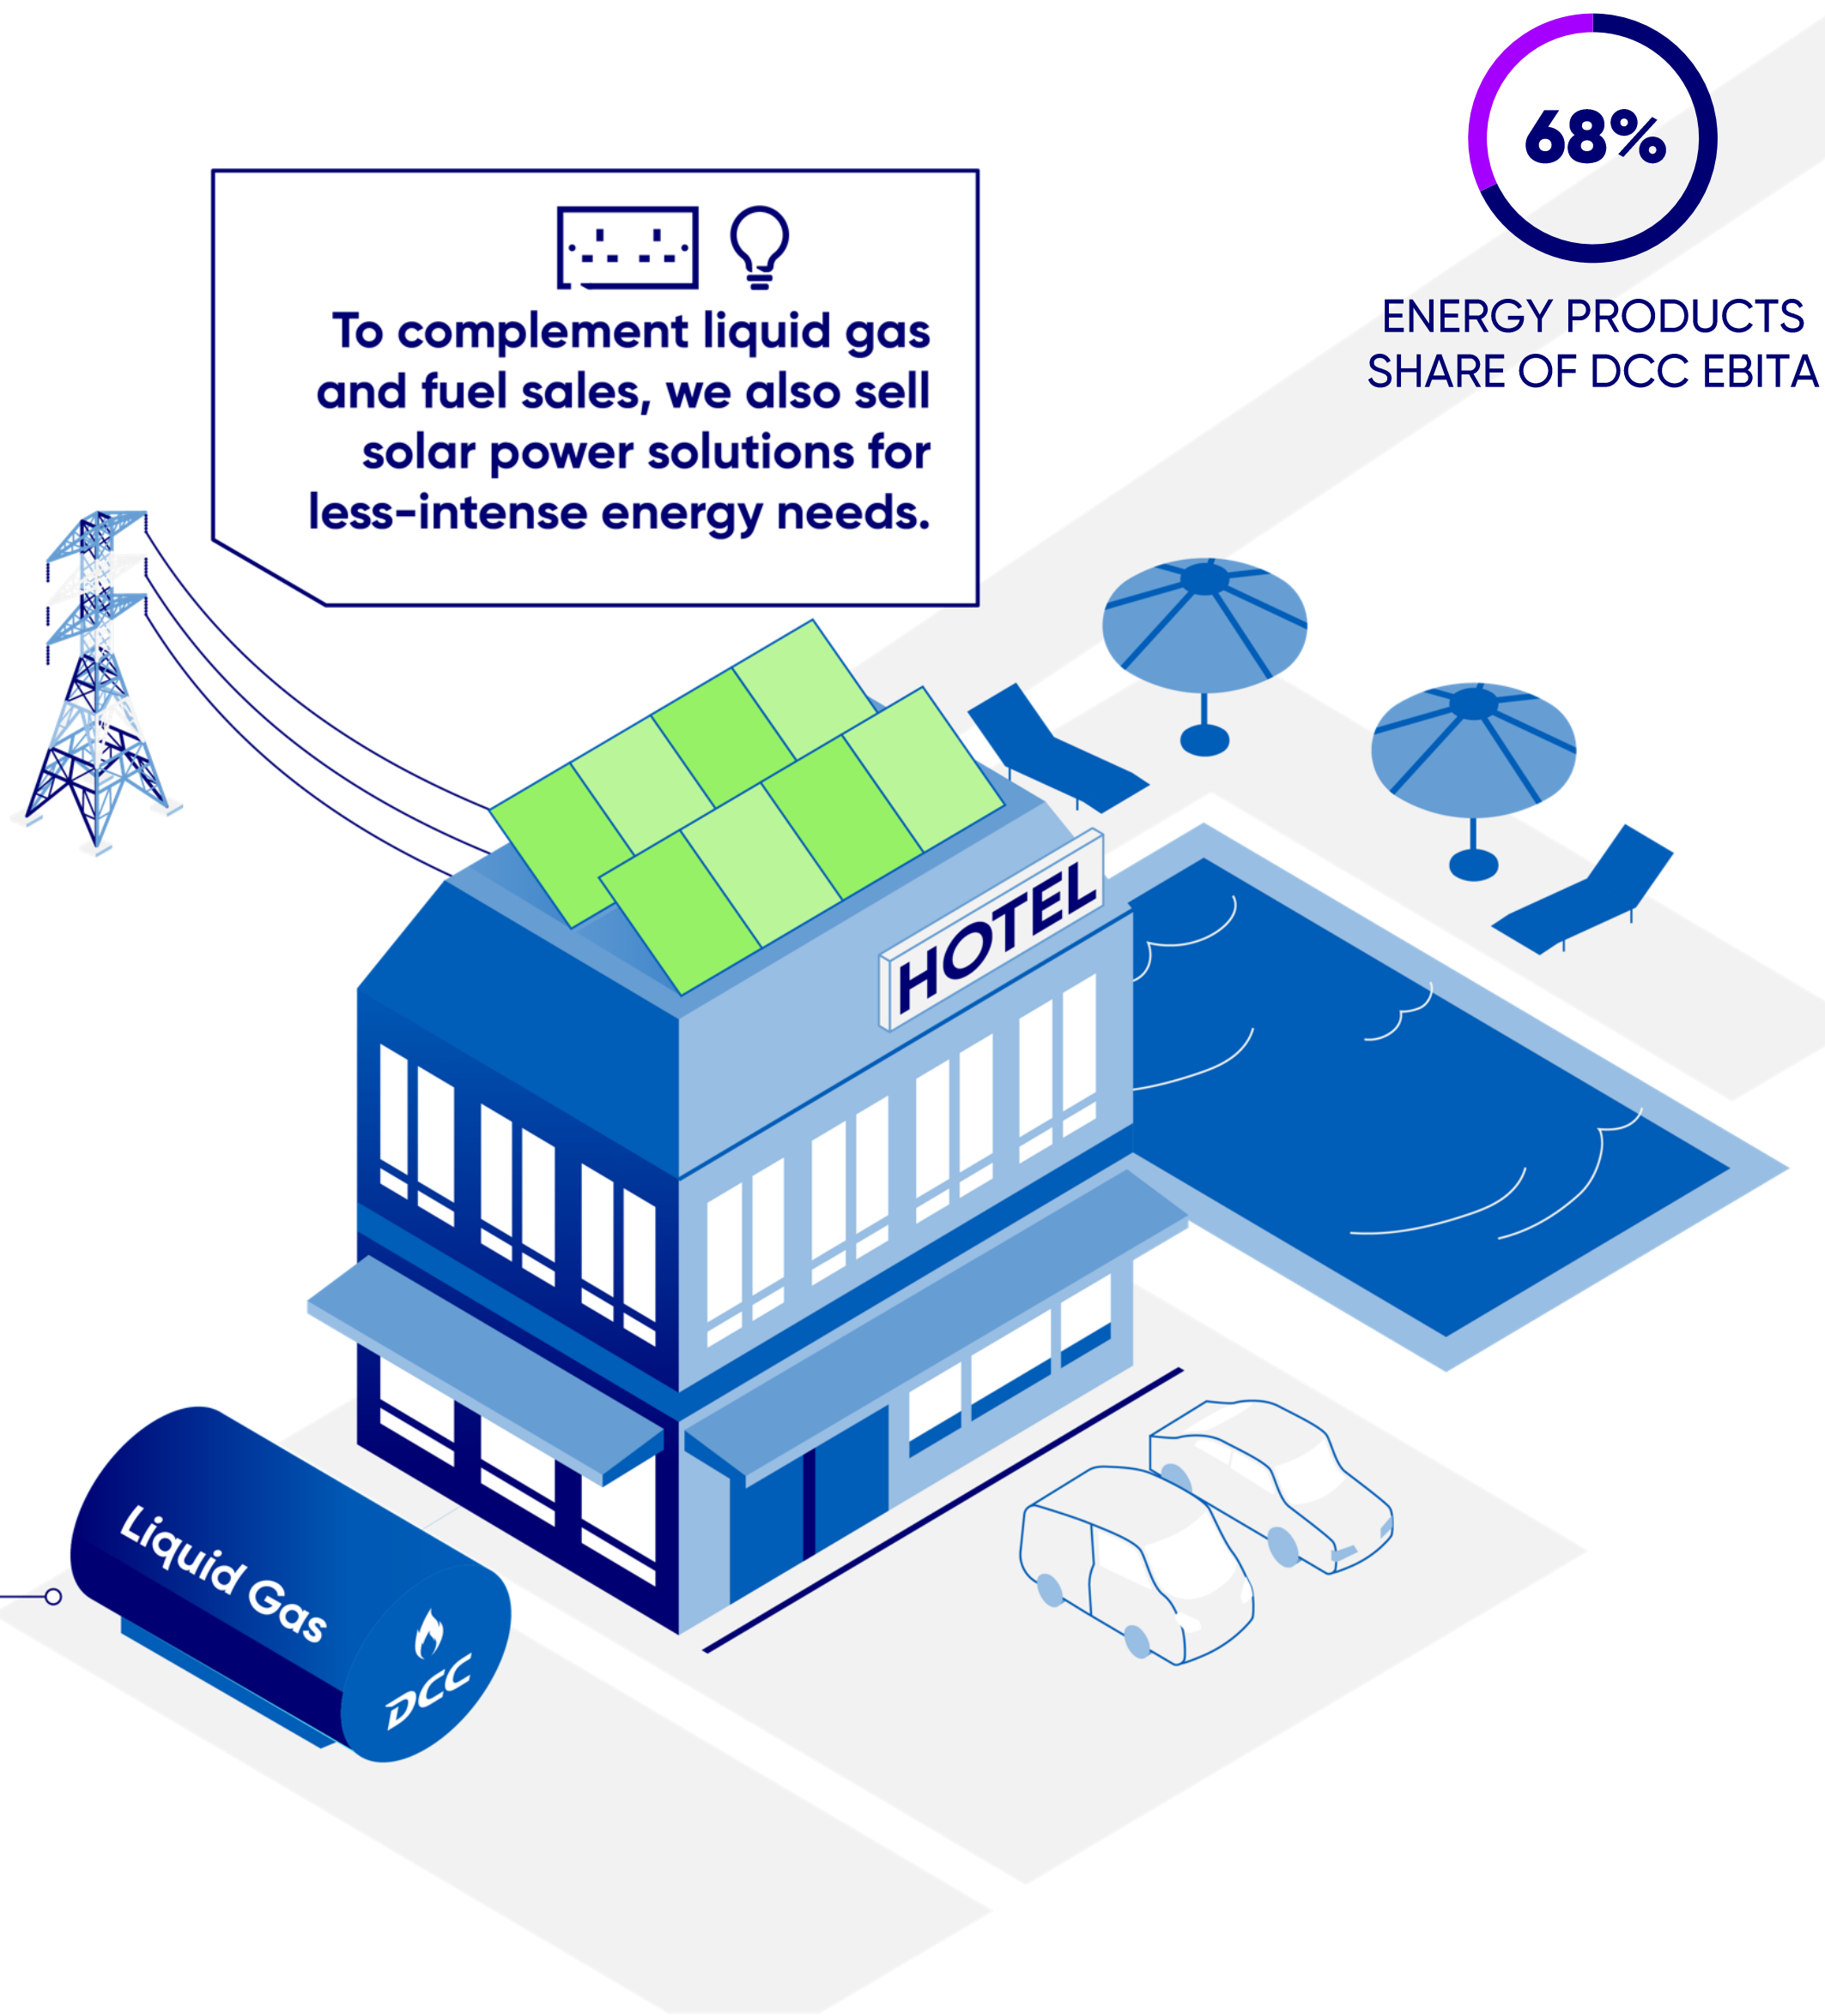 68%
ENERGY PRODUCTS
SHARE OF DCC EBITA
To complement liquid gas
and fuel sales, we also sell
solar power solutions for
less-intense energy needs.
HOTEL
Liquid Gas
DCC